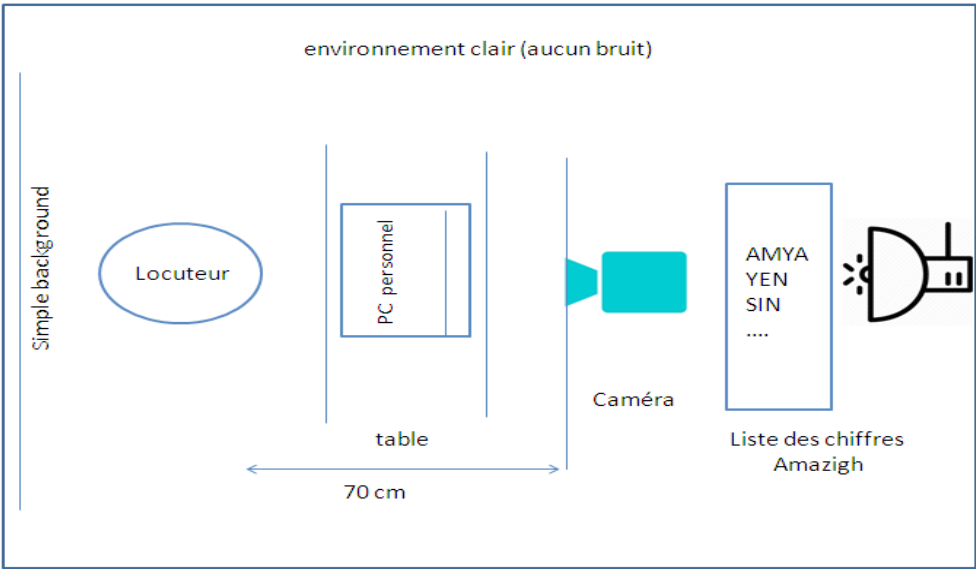 environnement clair (aucun bruit)
Simple background
Locuteur
PC personnel
AMYA
YEN
SIN
....
Caméra
table
Liste des chiffres
Amazigh
70 cm